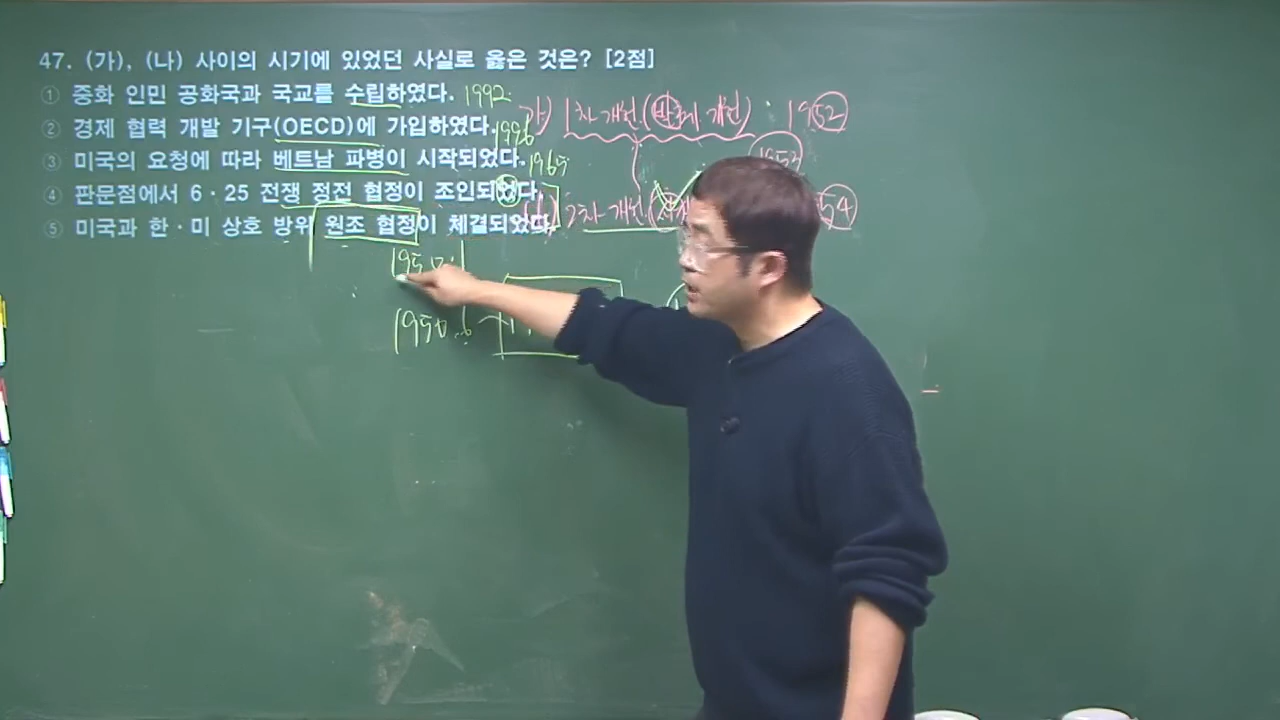 47. (가), (나) 사이의 시기에 있었던 사실로 옳은 것은? [2점]
① 중화 인민 공화국과 국교를 수립하였다. 1992.
② 경제 협력 개발 기구(OECD)에 가입하였다. 1996
③ 미국의 요청에 따라 베트남 파병이 시작되었다. 1965
④ 판문점에서 6·25 전쟁 정전 협정이 조인되었다.
⑤ 미국과 한·미 상호 방위 원조 협정이 체결되었다.
가) 1차 개헌 (발췌 개헌) 1952
1953
2차 개헌 54
1950.1
1950.6